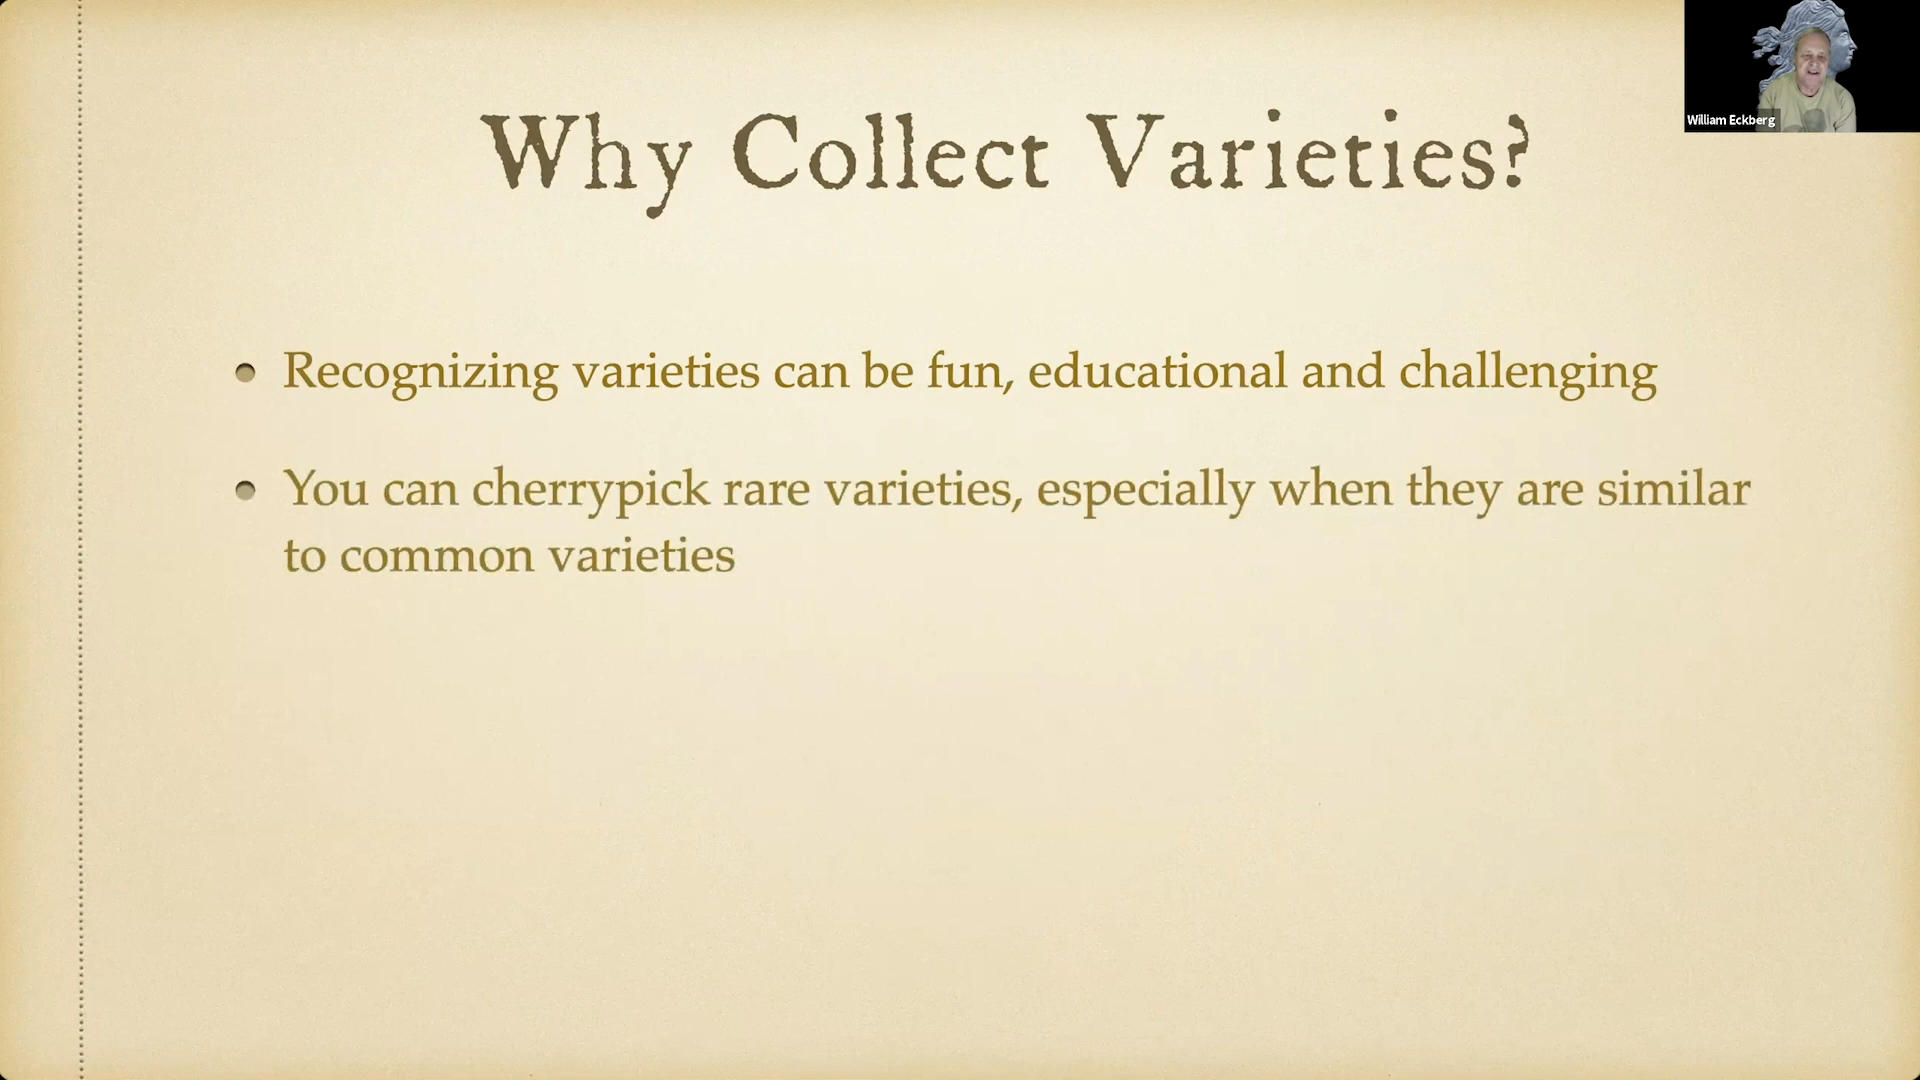 Why Collect Varieties?
William Eckberg
• Recognizing varieties can be fun, educational and challenging
• You can cherrypick rare varieties, especially when they are similar
to common varieties